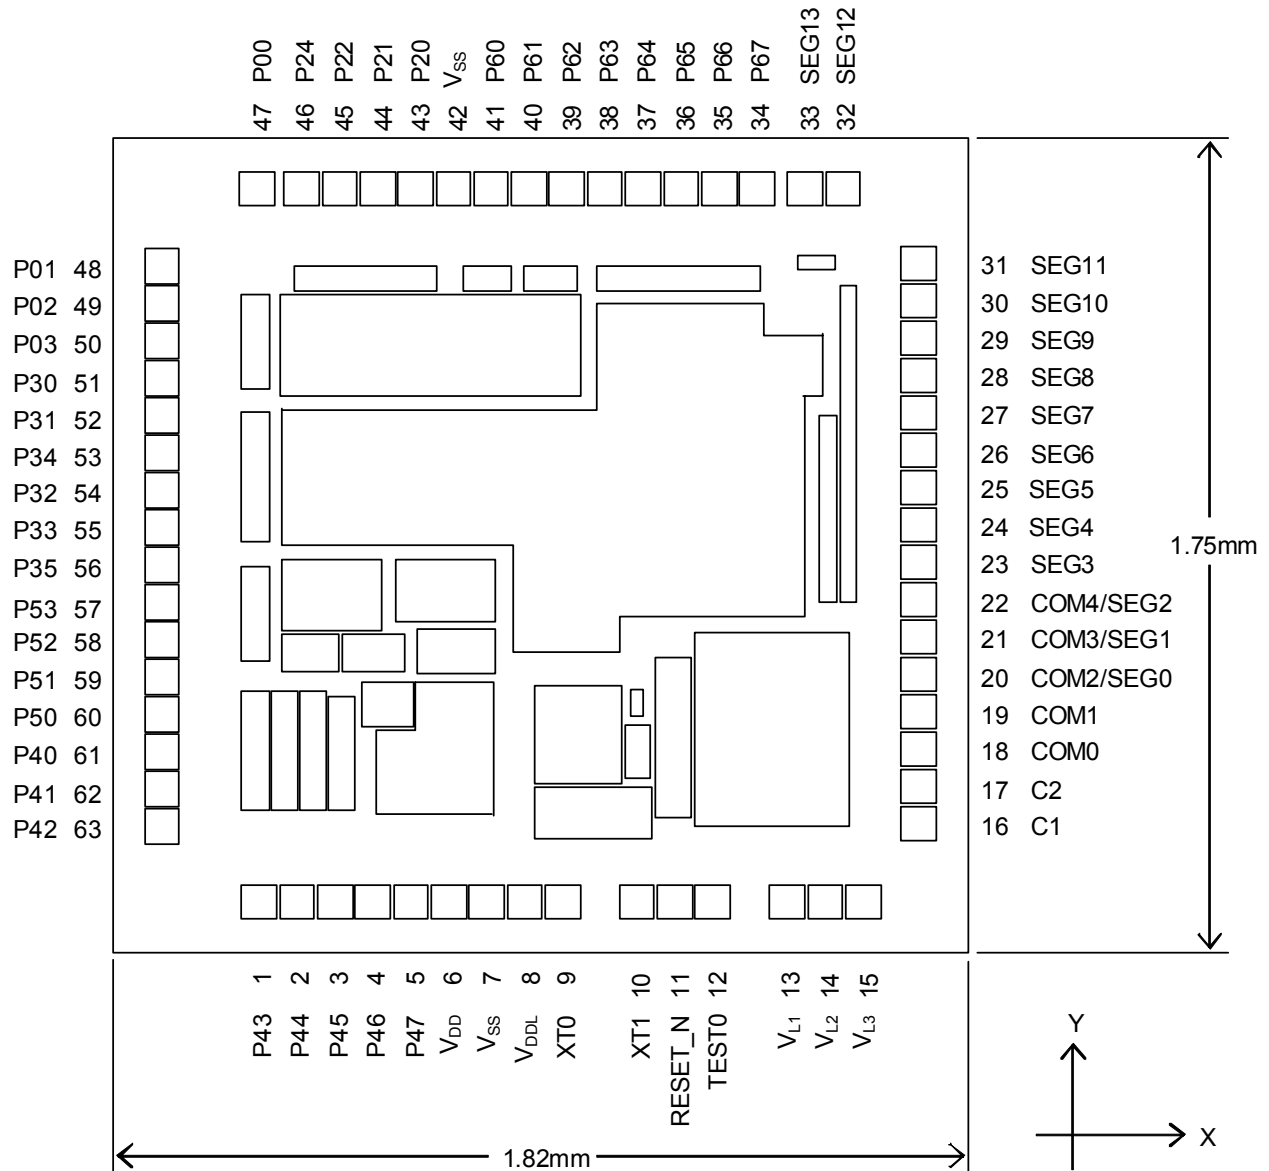 47 P00
46 P24
45 P22
44 P21
43 P20
42 VSS
41 P60
40 P61
39 P62
38 P63
37 P64
36 P65
35 P66
34 P67
33 SEG13
32 SEG12
P01 48
P02 49
P03 50
P30 51
P31 52
P34 53
P32 54
P33 55
P35 56
P53 57
P52 58
P51 59
P50 60
P40 61
P41 62
P42 63
31 SEG11
30 SEG10
29 SEG9
28 SEG8
27 SEG7
26 SEG6
25 SEG5
24 SEG4
23 SEG3
22 COM4/SEG2
21 COM3/SEG1
20 COM2/SEG0
19 COM1
18 COM0
17 C2
16 C1
1.75mm
P43 1
P44 2
P45 3
P46 4
P47 5
VDD 6
VSS 7
VDDL 8
XT0 9
XT1 10
RESET_N 11
TEST0 12
VL1 13
VL2 14
VL3 15
Y
X
1.82mm